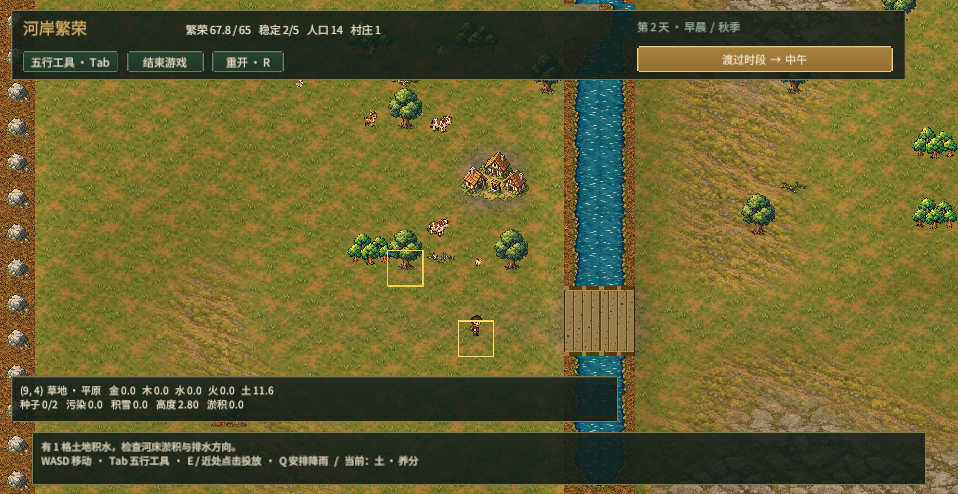 河岸繁荣
繁荣 67.8/65 稳定 2/5 人口 14 村庄 1
第 2 天 · 早晨 / 秋季
五行工具 · Tab
结束游戏
重开 · R
渡过时段 → 中午
(9, 4) 草地 · 平原 金 0.0 木 0.0 水 0.0 火 0.0 土 11.6
种子 0/2 污染 0.0 积雪 0.0 高度 2.80 淤积 0.0
有 1 格土地积水，检查河床淤积与排水方向。
WASD 移动 · Tab 五行工具 · E / 近处点击投放 · Q 安排降雨 / 当前：土 · 养分